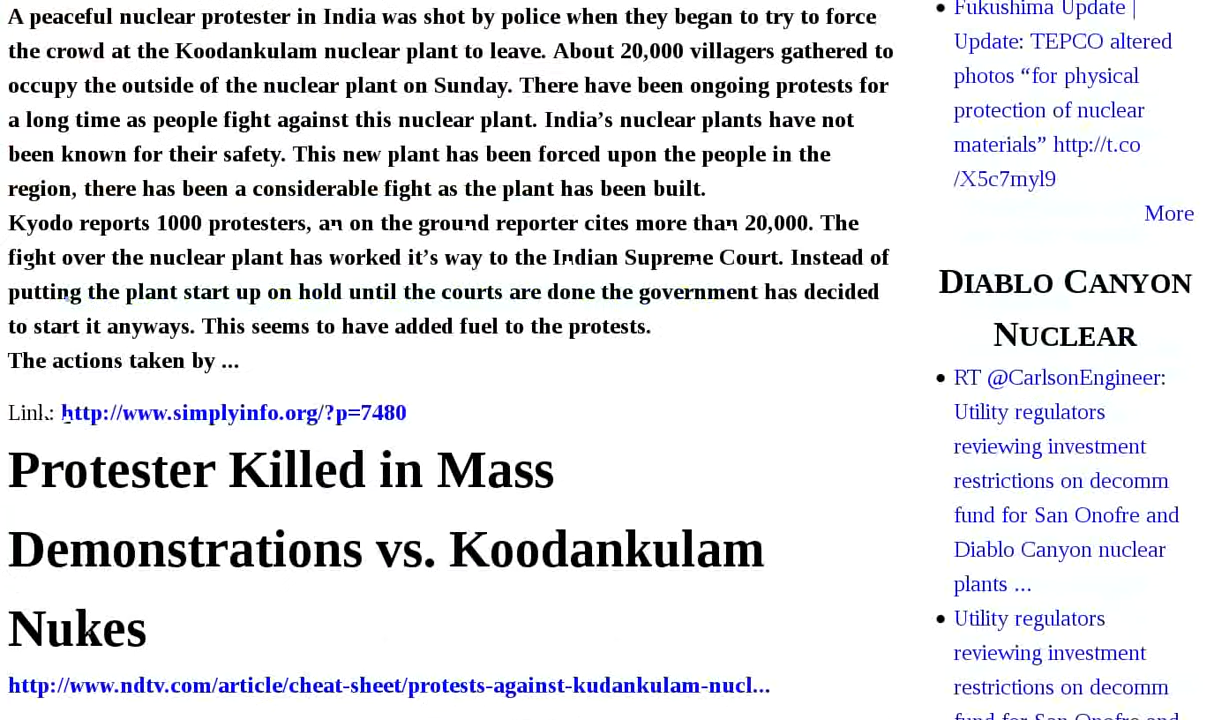 A peaceful nuclear protester in India was shot by police when they began to try to force
the crowd at the Koodankulam nuclear plant to leave. About 20,000 villagers gathered to
occupy the outside of the nuclear plant on Sunday. There have been ongoing protests for
a long time as people fight against this nuclear plant. India’s nuclear plants have not
been known for their safety. This new plant has been forced upon the people in the
region, there has been a considerable fight as the plant has been built.
Kyodo reports 1000 protesters, an on the ground reporter cites more than 20,000. The
fight over the nuclear plant has worked it’s way to the Indian Supreme Court. Instead of
putting the plant start up on hold until the courts are done the government has decided
to start it anyways. This seems to have added fuel to the protests.
The actions taken by ...
Link: http://www.simplyinfo.org/?p=7480
Protester Killed in Mass
Demonstrations vs. Koodankulam
Nukes
http://www.ndtv.com/article/cheat-sheet/protests-against-kudankulam-nucl...
Fukushima Update |
Update: TEPCO altered
photos “for physical
protection of nuclear
materials” http://t.co
/X5c7myl9
More
Diablo Canyon
Nuclear
RT @CarlsonEngineer:
Utility regulators
reviewing investment
restrictions on decomm
fund for San Onofre and
Diablo Canyon nuclear
plants ...
Utility regulators
reviewing investment
restrictions on decomm
fund for San Onofre and